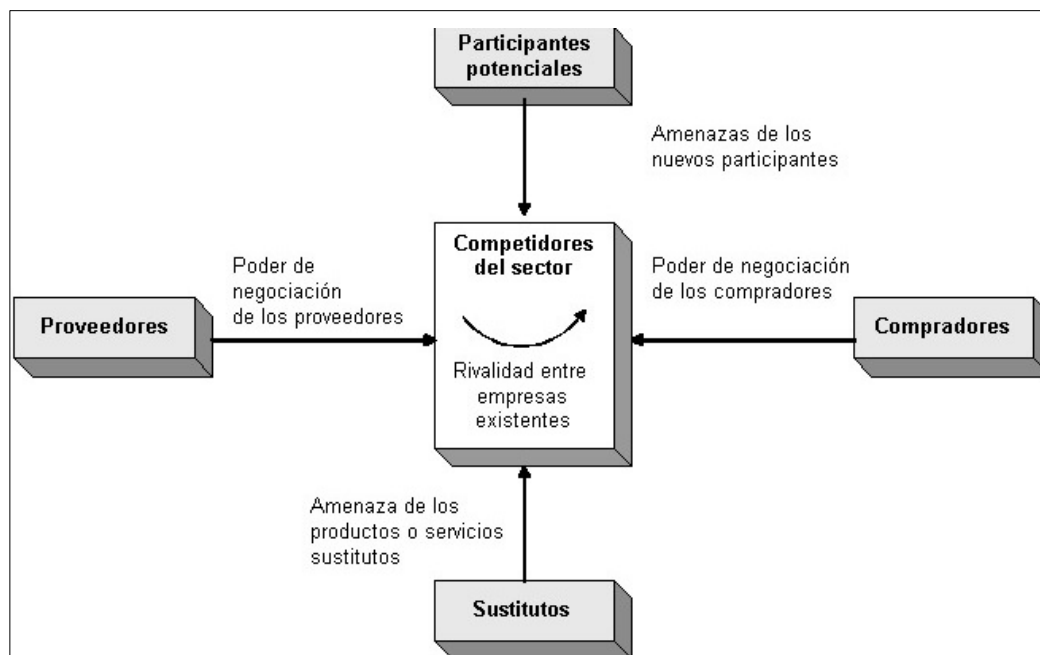 Participantes
potenciales
Amenazas de los
nuevos participantes
Competidores
del sector
Poder de
negociación
de los proveedores
Poder de negociación
de los compradores
Proveedores
Compradores
Rivalidad entre
empresas
existentes
Amenaza de los
productos o servicios
sustitutos
Sustitutos